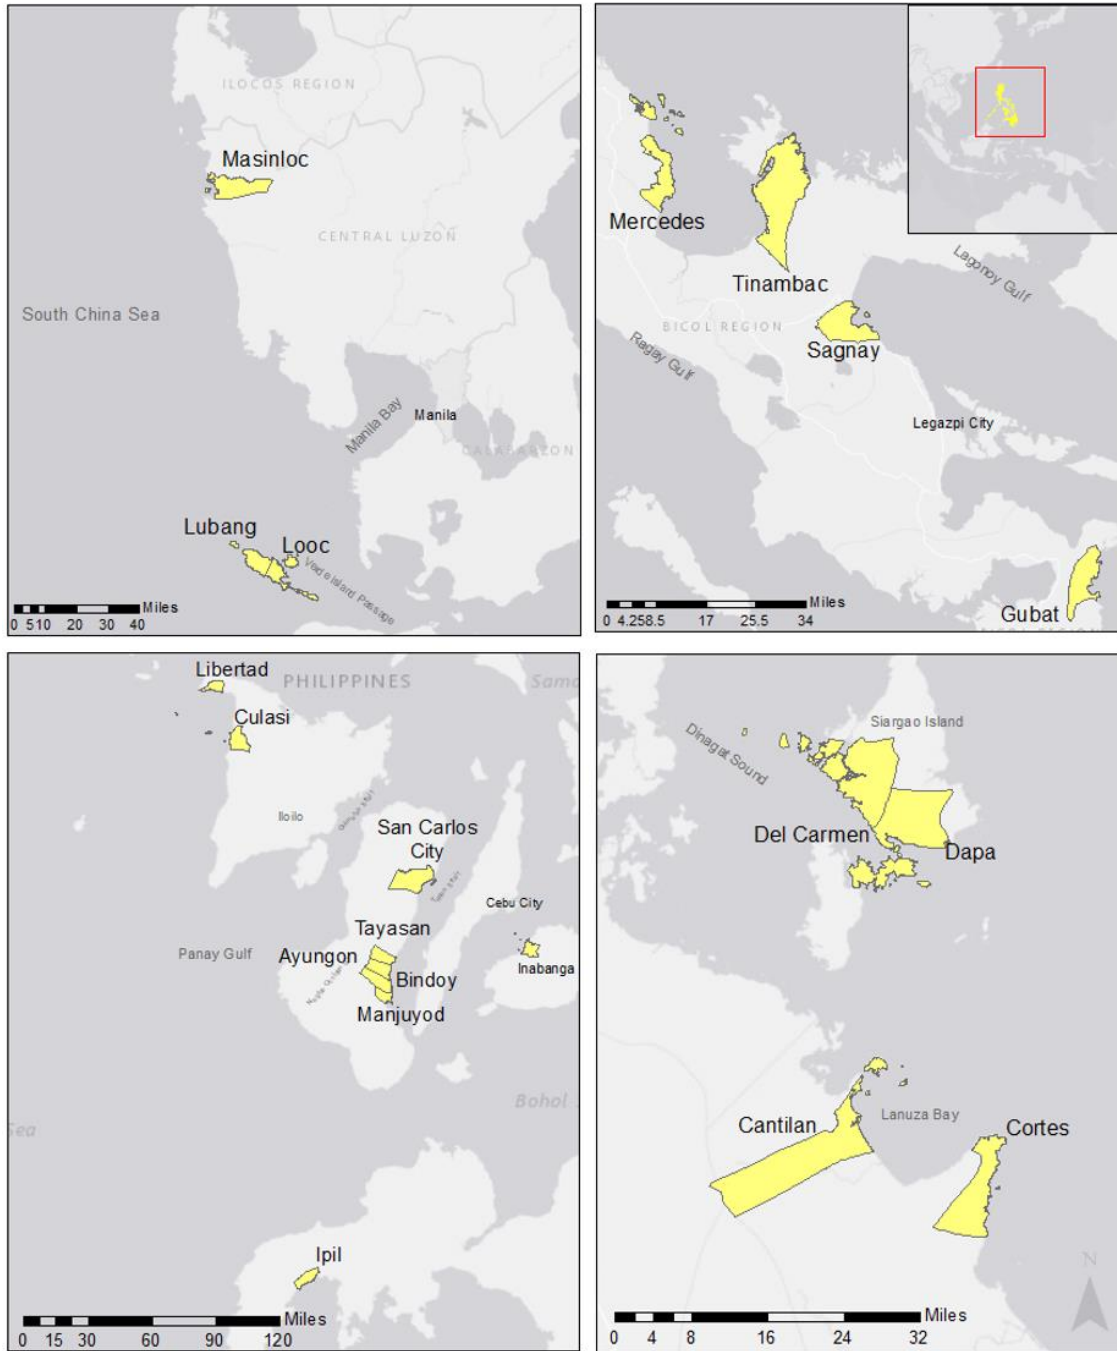 ILOCOS REGION
Masinloc
CENTRAL LUZON
South China Sea
Manila Bay
Manila
CALABARZON
Lubang
Looc
Verde Island Passage
Miles
0 5 10 20 30 40
Mercedes
Tinambac
Lagonoy Gulf
BICOL REGION
Ragay Gulf
Sagnay
Legazpi City
Gubat
Miles
0 4.25 8.5 17 25.5 34
Libertad
PHILIPPINES
Culasi
Iloilo
San Carlos
City
Cebu City
Tayasan
Panay Gulf
Ayungon
Inabanga
Bindoy
Manjuyod
Bohol
Sea
Ipil
Miles
0 15 30 60 90 120
Siargao Island
Dinagat Sound
Del Carmen
Dapa
Lanuza Bay
Cantilan
Cortes
N
Miles
0 4 8 16 24 32